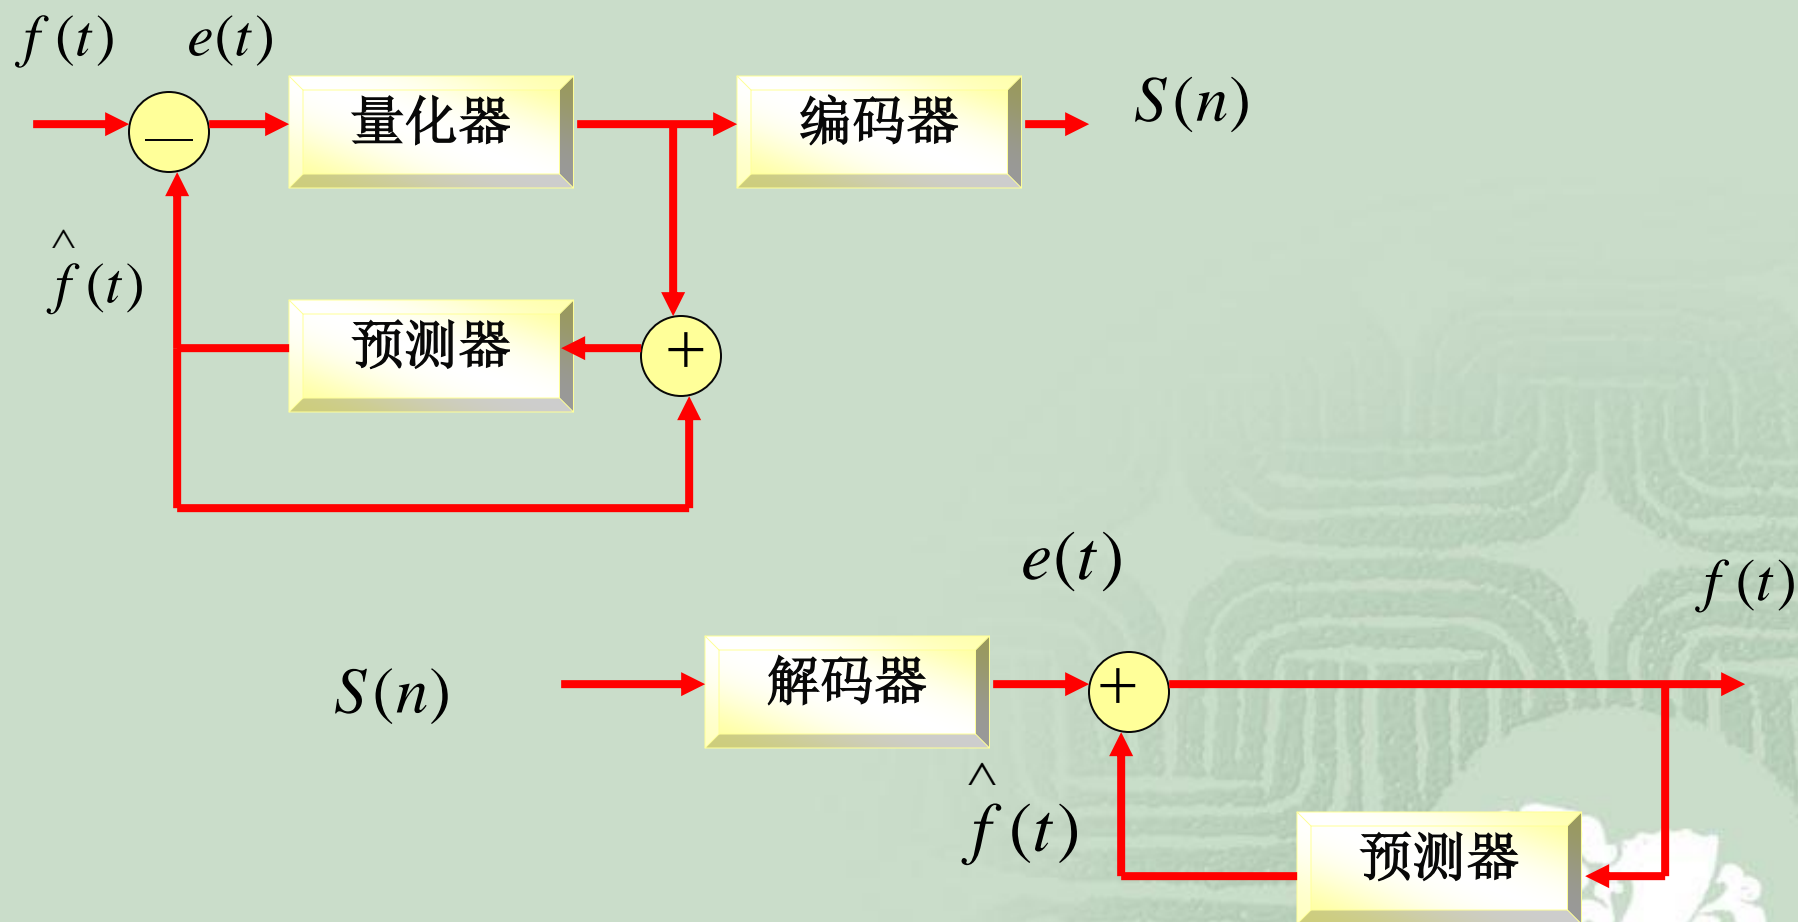 f(t) e(t)
量化器 编码器 S(n)
—
f̂(t)
预测器 +
e(t)
f(t)
S(n) 解码器 +
f̂(t)
预测器